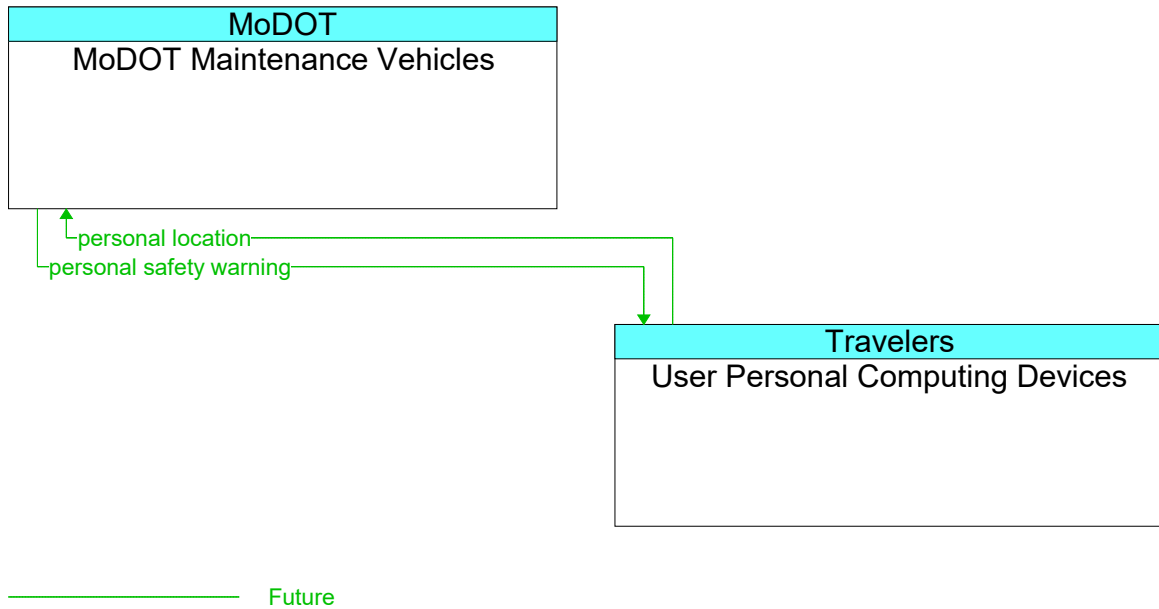 MoDOT
MoDOT Maintenance Vehicles
personal location
personal safety warning
Travelers
User Personal Computing Devices
Future